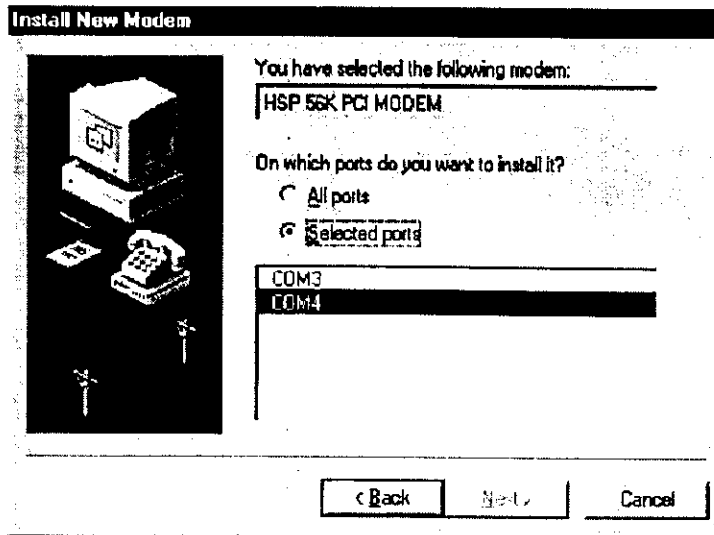 Install New Modem
You have selected the following modem:
HSP 56K PCI MODEM
On which ports do you want to install it?
All ports
Selected ports
COM3
COM4
< Back
Next >
Cancel